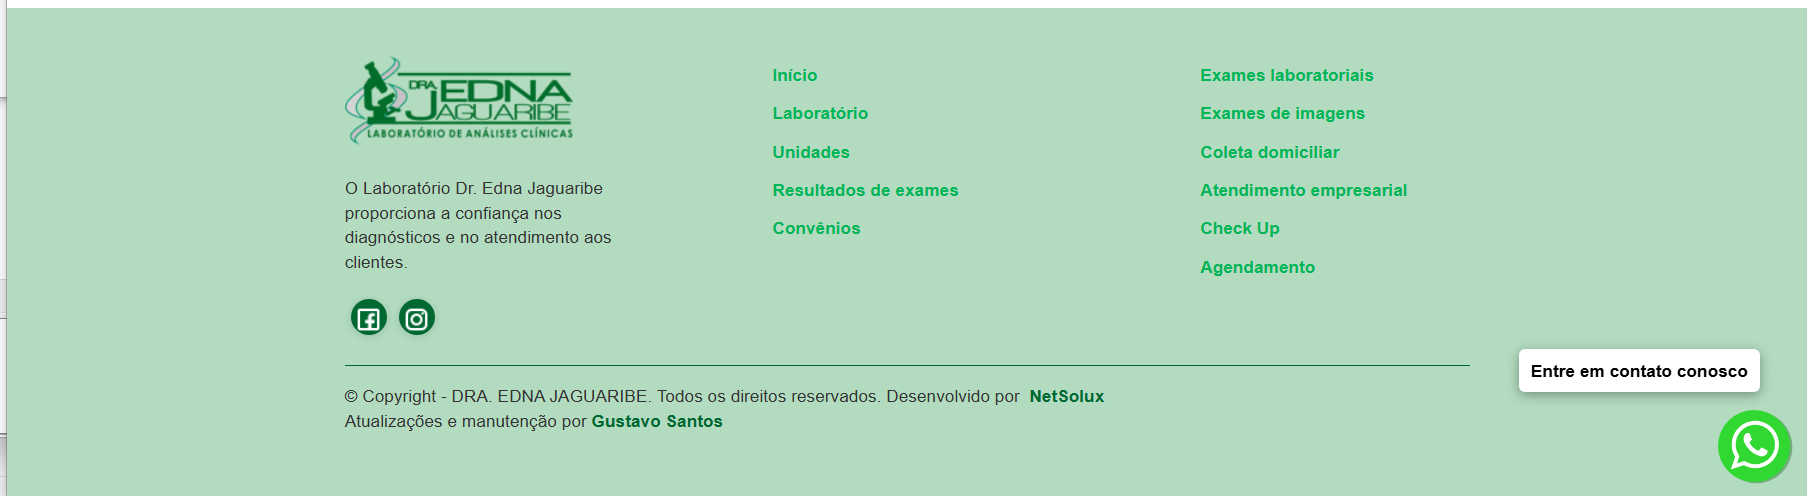 DRA. EDNA
JAGUARIBE
LABORATÓRIO DE ANÁLISES CLÍNICAS
O Laboratório Dr. Edna Jaguaribe
proporciona a confiança nos
diagnósticos e no atendimento aos
clientes.
Início
Laboratório
Unidades
Resultados de exames
Convênios
Exames laboratoriais
Exames de imagens
Coleta domiciliar
Atendimento empresarial
Check Up
Agendamento
Entre em contato conosco
© Copyright - DRA. EDNA JAGUARIBE. Todos os direitos reservados. Desenvolvido por NetSolux
Atualizações e manutenção por Gustavo Santos